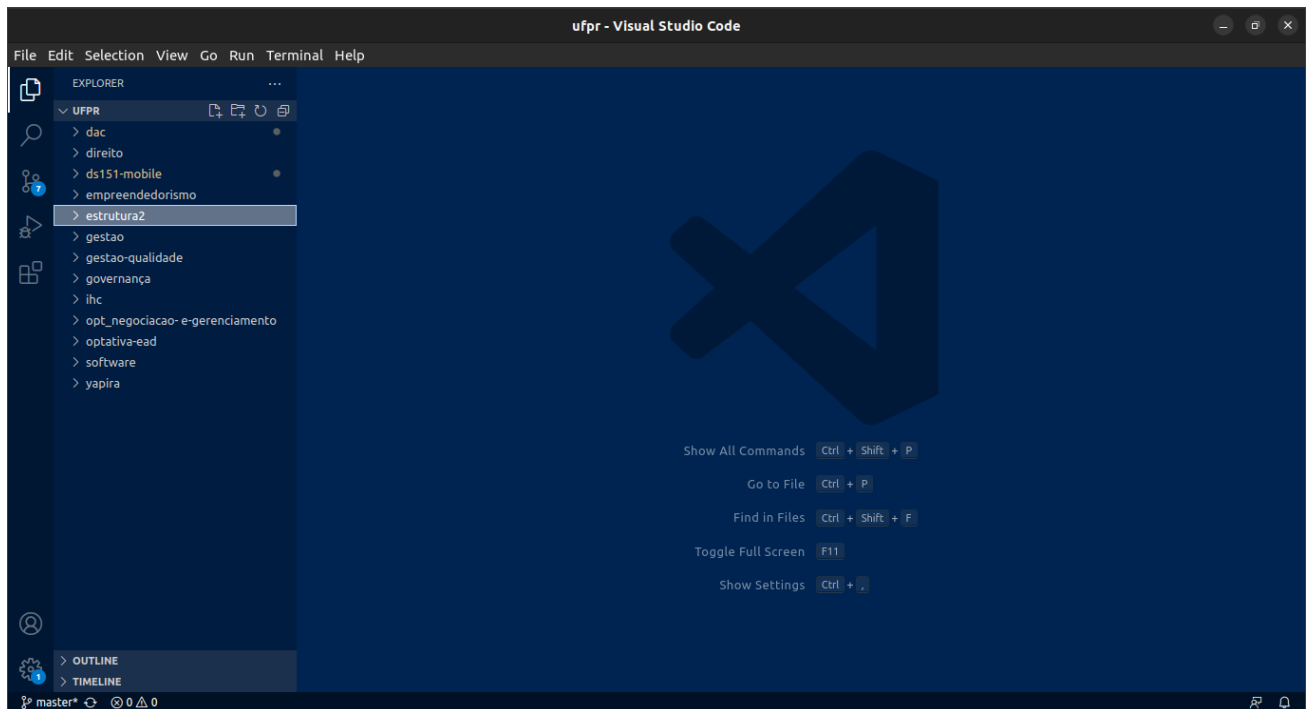 ufpr - Visual Studio Code
File Edit Selection View Go Run Terminal Help
EXPLORER
UFPR
dac
direito
ds151-mobile
7
empreendedorismo
estrutura2
gestao
gestao-qualidade
governança
ihc
opt_negociacao- e-gerenciamento
optativa-ead
software
yapira
Show All Commands Ctrl + Shift + P
Go to File Ctrl + P
Find in Files Ctrl + Shift + F
Toggle Full Screen F11
Show Settings Ctrl + ,
OUTLINE
1
TIMELINE
master* 0 0